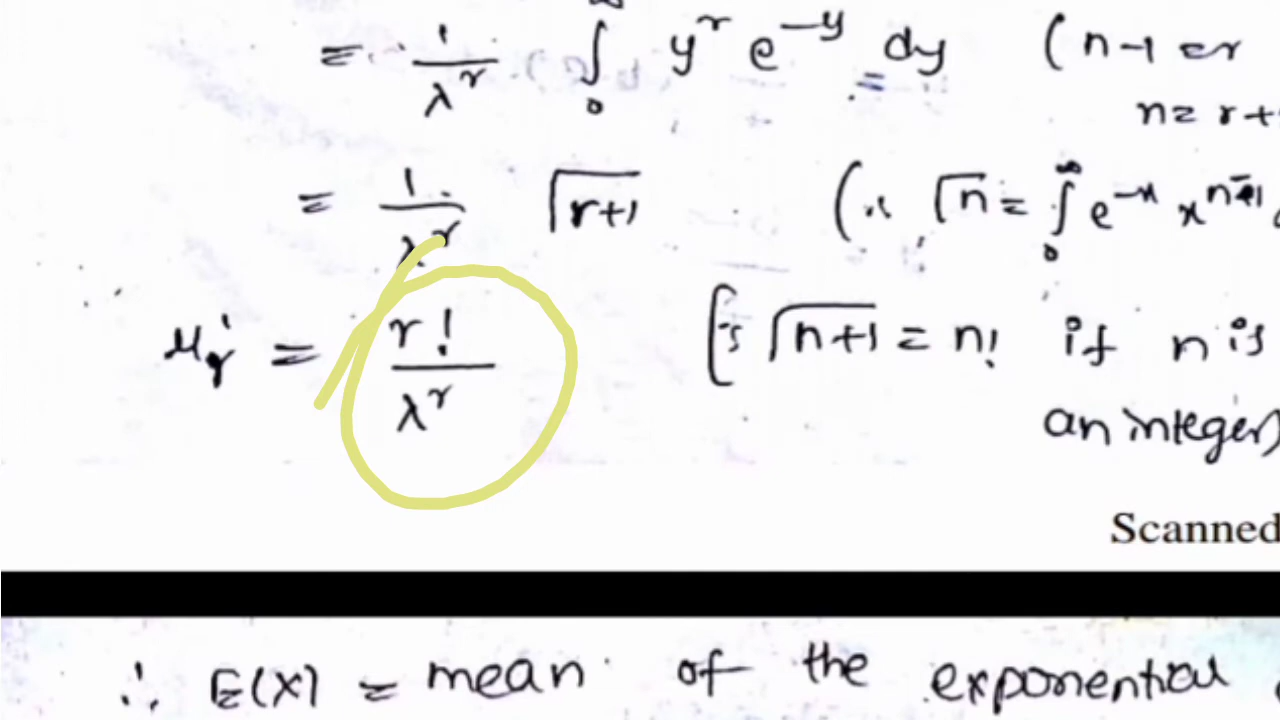 = 1/λ^r ∫₀^∞ y^r e^-y dy (n-1 = r
n = r+
= 1/λ^r √r+1 (∵ √n = ∫₀^∞ e^-x x^n-1
μ'_r = r!/λ^r [∵ √n+1 = n! if n is
an integer)
Scanned
∴ E(X) = mean of the exponential